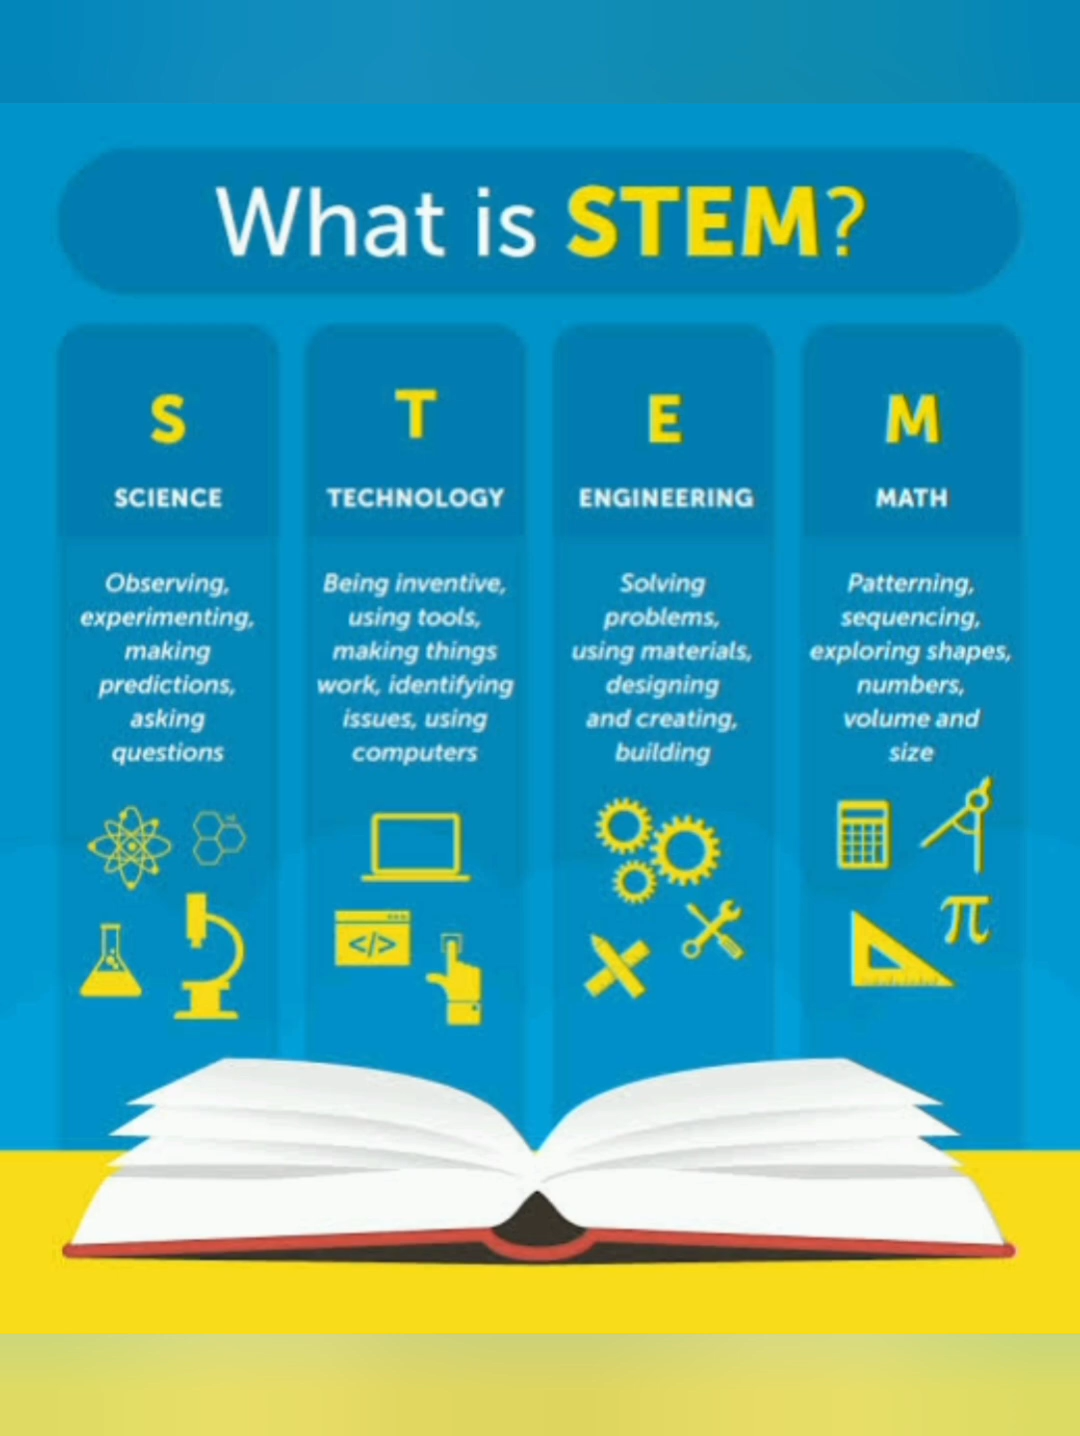 What is STEM?
S
SCIENCE
Observing,
experimenting,
making
predictions,
asking
questions
T
TECHNOLOGY
Being inventive,
using tools,
making things
work, identifying
issues, using
computers
</>
E
ENGINEERING
Solving
problems,
using materials,
designing
and creating,
building
M
MATH
Patterning,
sequencing,
exploring shapes,
numbers,
volume and
size
π